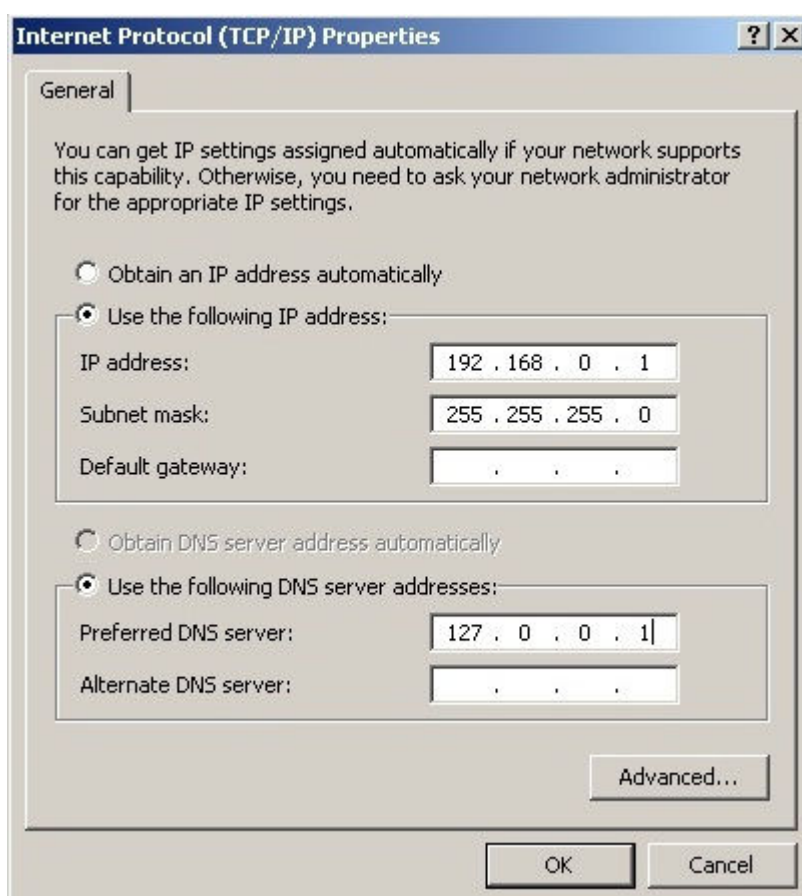 Internet Protocol (TCP/IP) Properties
General
You can get IP settings assigned automatically if your network supports
this capability. Otherwise, you need to ask your network administrator
for the appropriate IP settings.
Obtain an IP address automatically
Use the following IP address:
IP address: 192 . 168 . 0 . 1
Subnet mask: 255 . 255 . 255 . 0
Default gateway: . . .
Obtain DNS server address automatically
Use the following DNS server addresses:
Preferred DNS server: 127 . 0 . 0 . 1
Alternate DNS server: . . .
Advanced...
OK Cancel